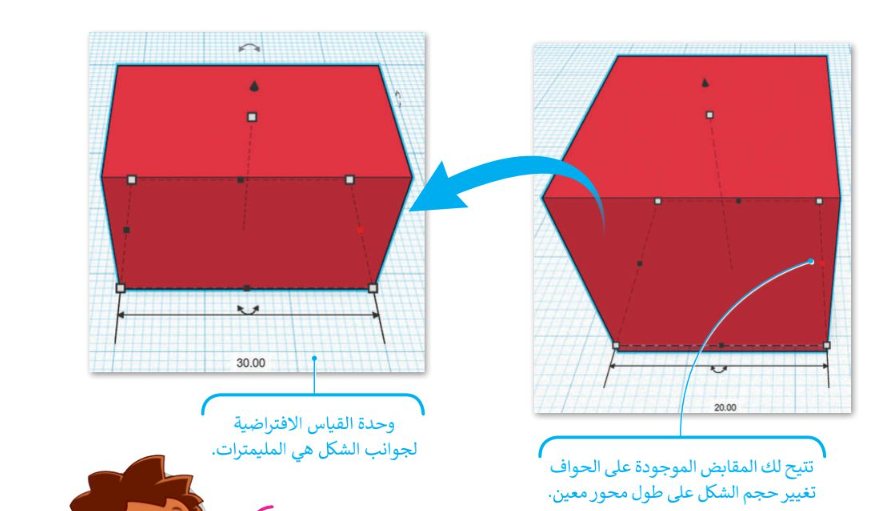 20.00
تتيح لك المقابض الموجودة على الحواف
تغيير حجم الشكل على طول محور معين.
30.00
وحدة القياس الافتراضية
لجوانب الشكل هي المليمترات.